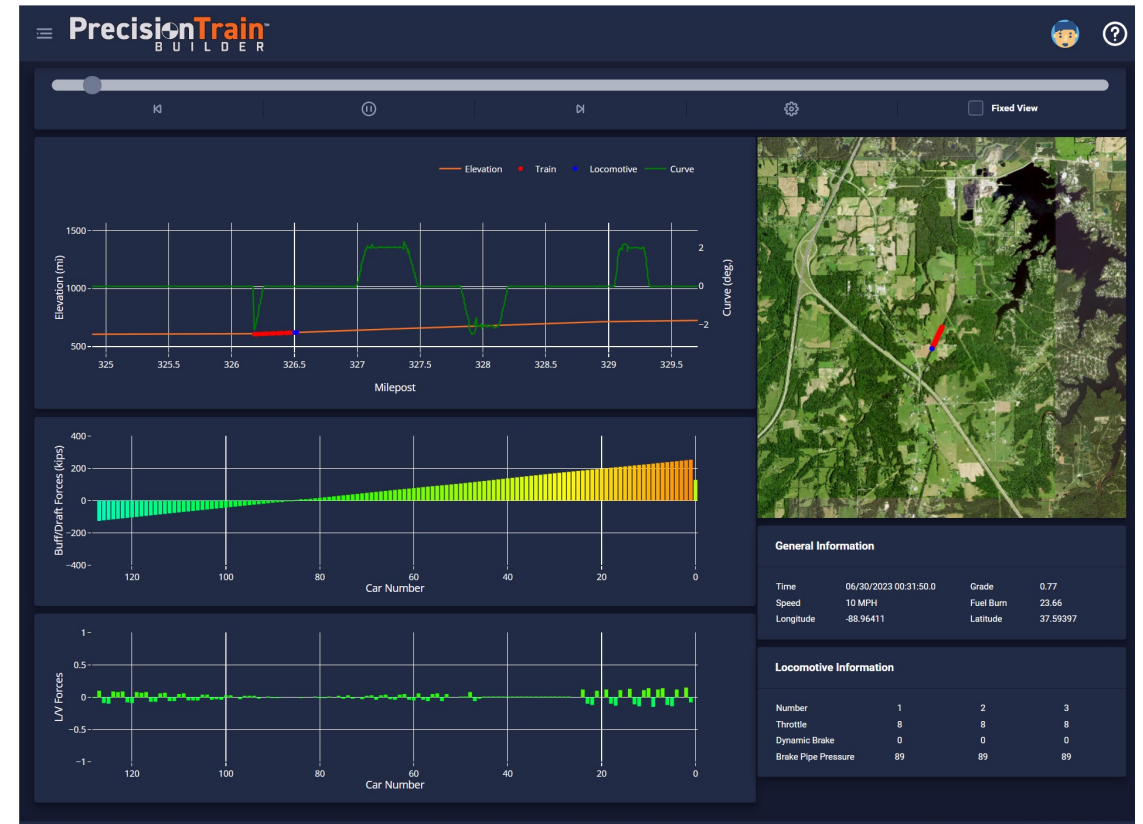 PrecisionTrain™
BUILDER
Fixed View
Elevation Train Locomotive Curve
Elevation (mi)
1500
1000
500
2
0
−2
Curve (deg.)
325 325.5 326 326.5 327 327.5 328 328.5 329 329.5
Milepost
Buff/Draft Forces (kips)
400
200
0
−200
−400
120 100 80 60 40 20 0
Car Number
L/V Forces
1
0.5
0
−0.5
−1
120 100 80 60 40 20 0
Car Number
General Information
Time 06/30/2023 00:31:50.0 Grade 0.77
Speed 10 MPH Fuel Burn 23.66
Longitude -88.96411 Latitude 37.59397
Locomotive Information
Number 1 2 3
Throttle 8 8 8
Dynamic Brake 0 0 0
Brake Pipe Pressure 89 89 89